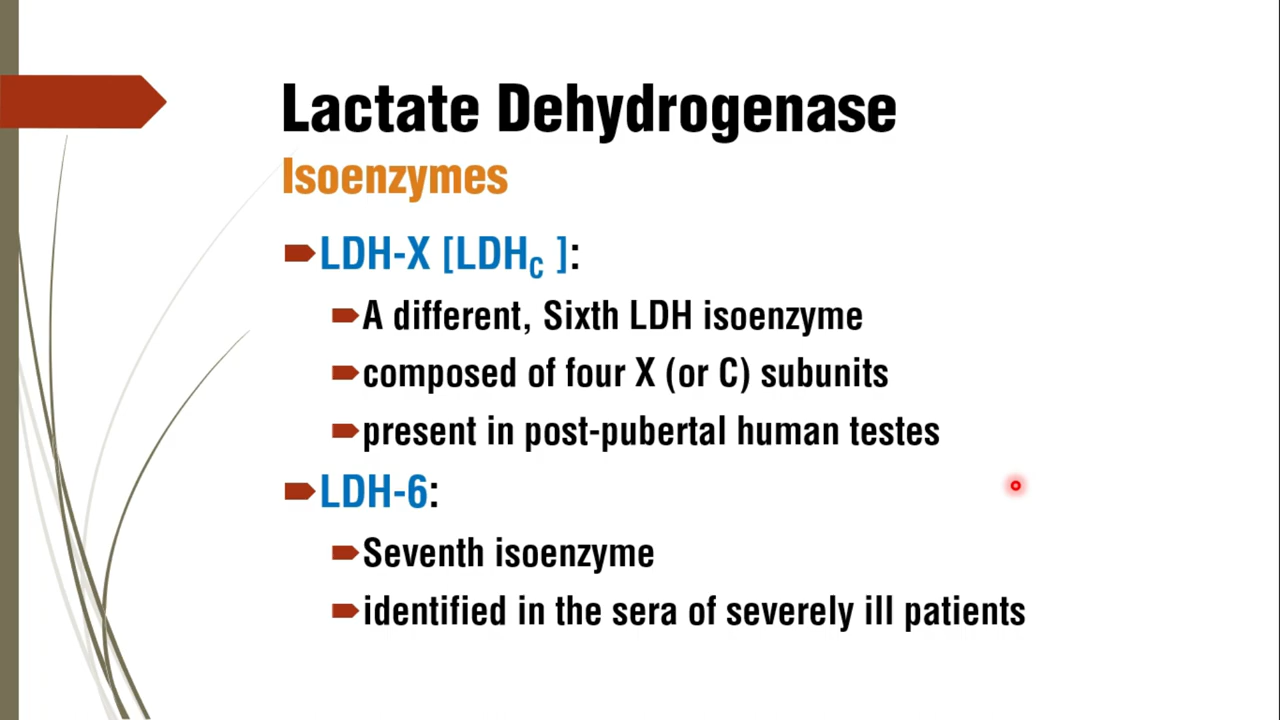 Lactate Dehydrogenase
Isoenzymes
LDH-X [LDHC ]:
A different, Sixth LDH isoenzyme
composed of four X (or C) subunits
present in post-pubertal human testes
LDH-6:
Seventh isoenzyme
identified in the sera of severely ill patients